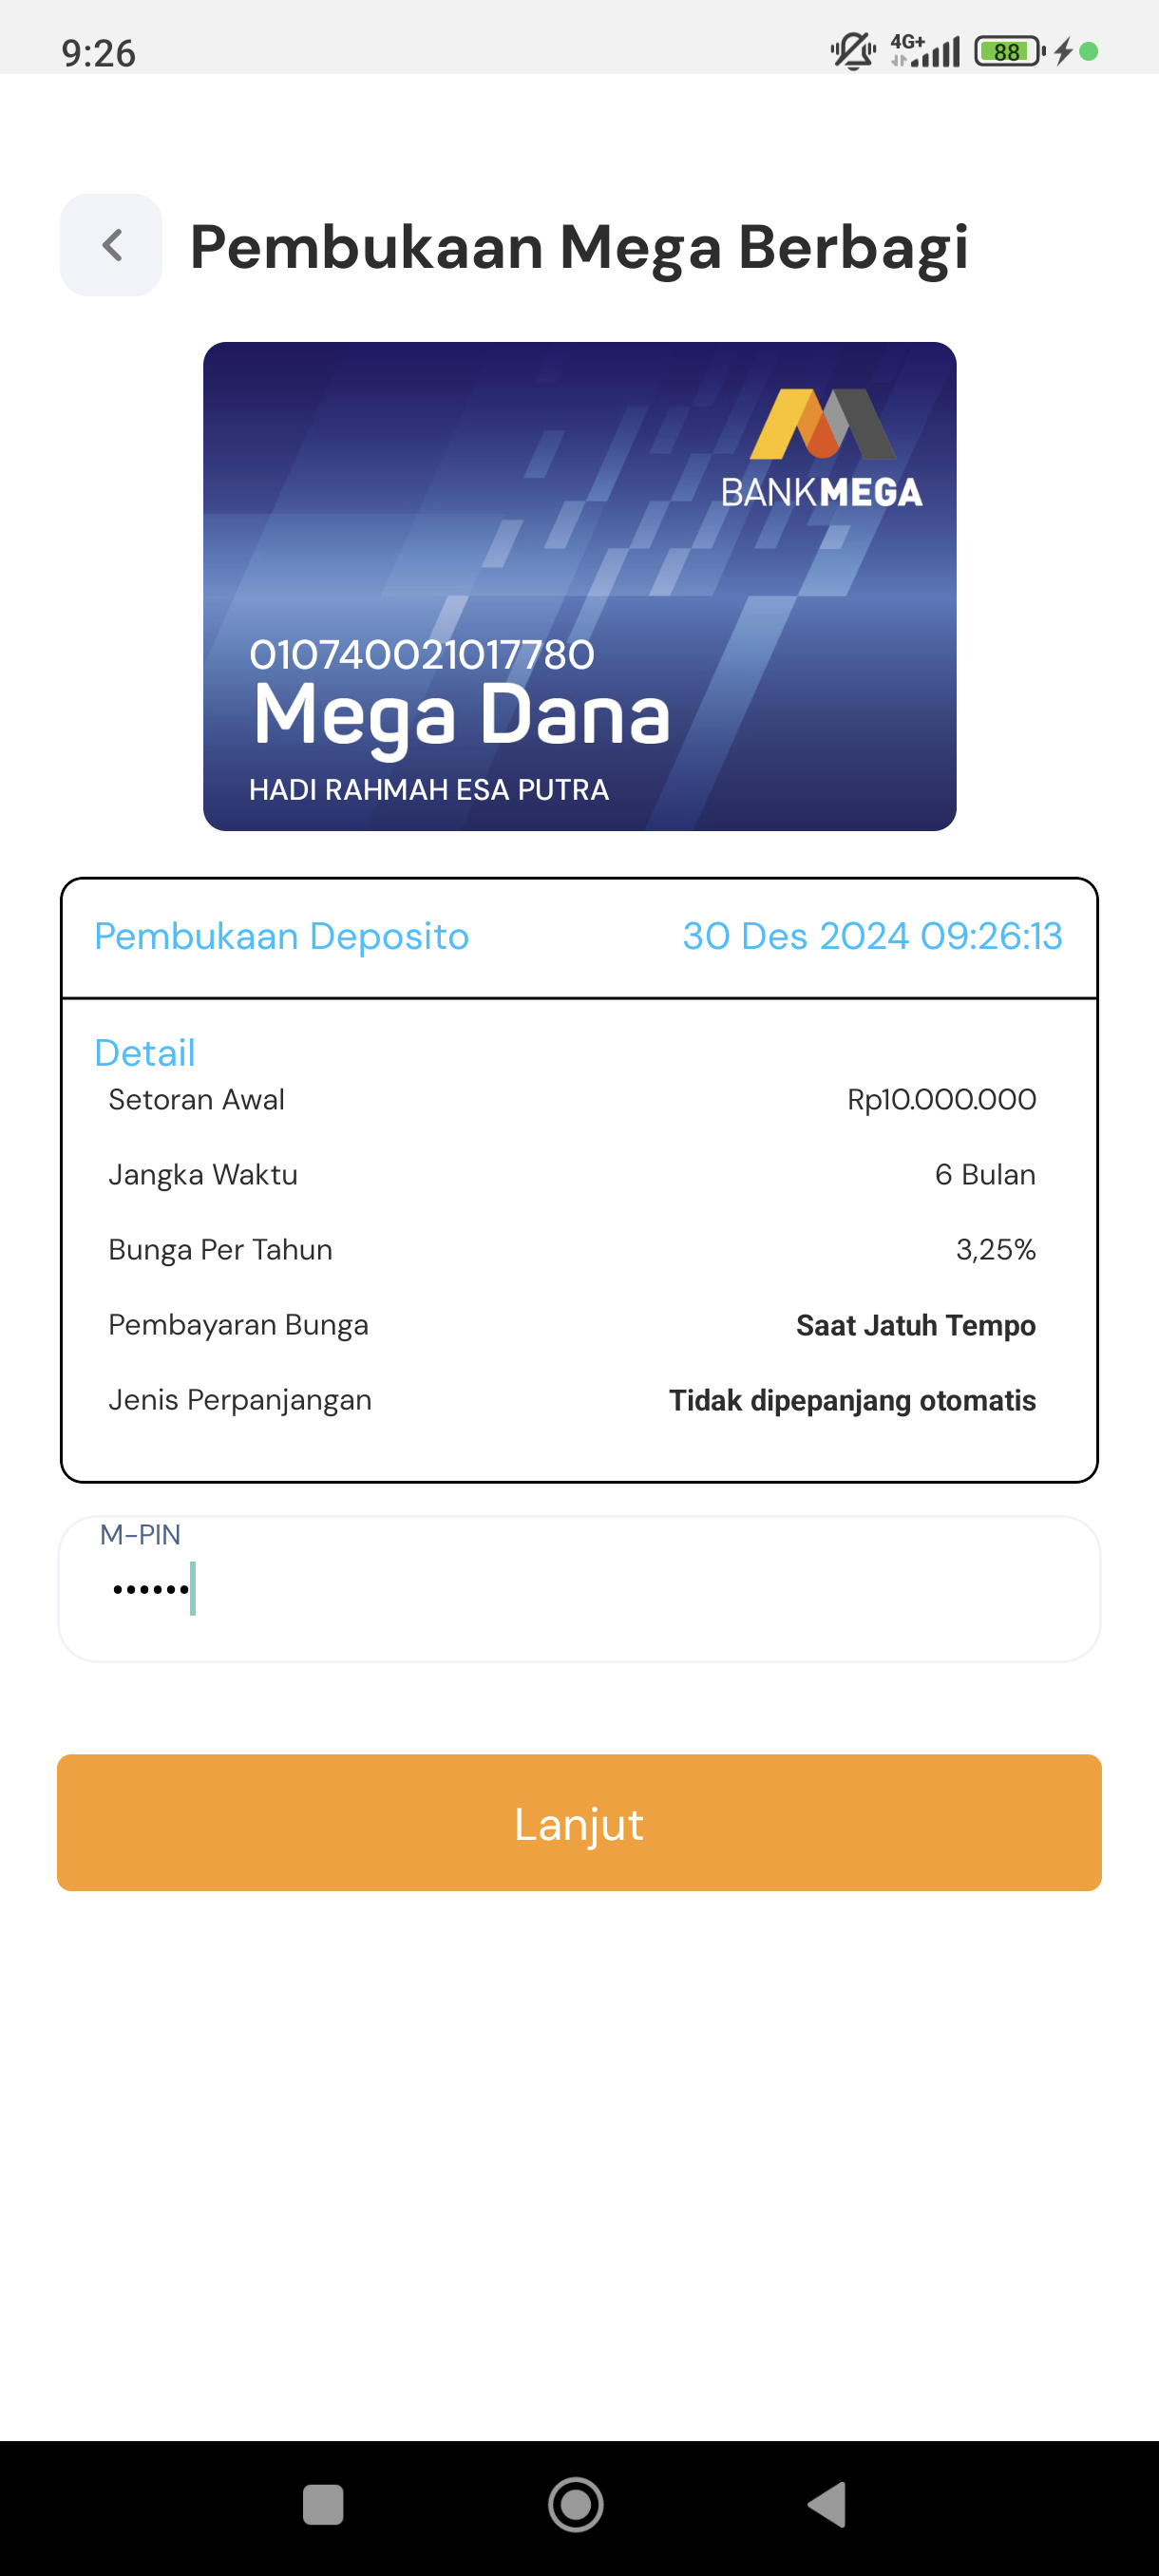 9:26
4G+
88
Pembukaan Mega Berbagi
BANKMEGA
010740021017780
Mega Dana
HADI RAHMAH ESA PUTRA
Pembukaan Deposito 30 Des 2024 09:26:13
Detail
Setoran Awal Rp10.000.000
Jangka Waktu 6 Bulan
Bunga Per Tahun 3,25%
Pembayaran Bunga Saat Jatuh Tempo
Jenis Perpanjangan Tidak dipepanjang otomatis
M-PIN
••••••
Lanjut